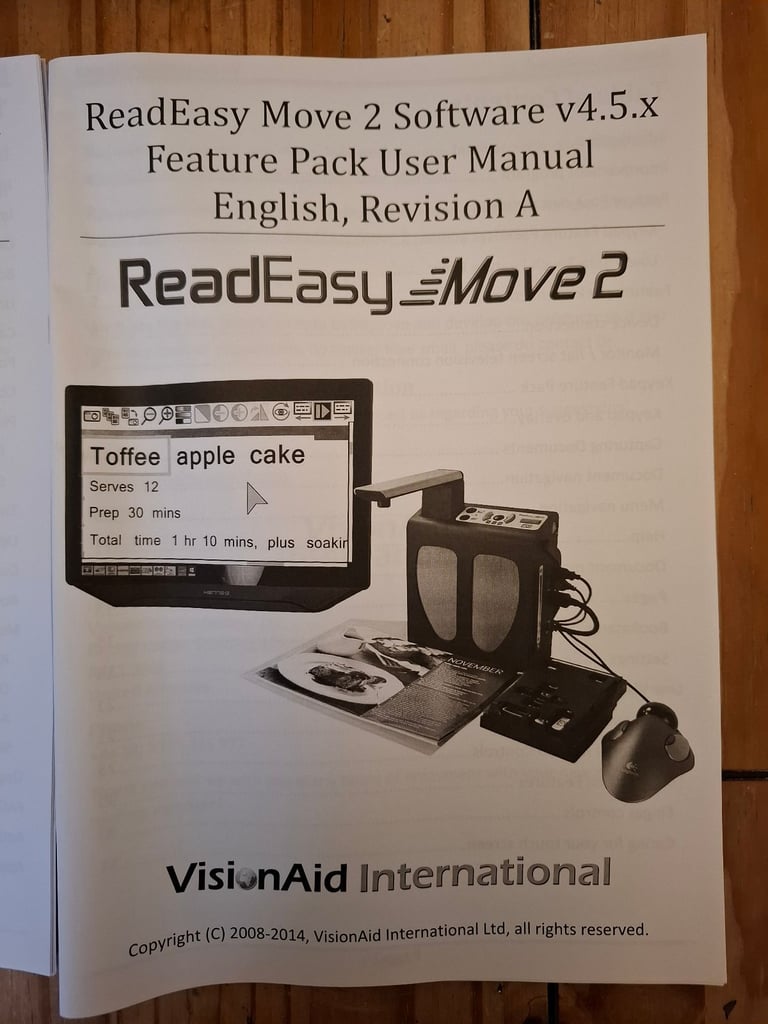 ReadEasy Move 2 Software v4.5.x
Feature Pack User Manual
English, Revision A
ReadEasy Move 2
Toffee apple cake
Serves 12
Prep 30 mins
Total time 1 hr 10 mins, plus soakin
HANNS.G
NOVEMBER
VisionAid International
Copyright (C) 2008-2014, VisionAid International Ltd, all rights reserved.